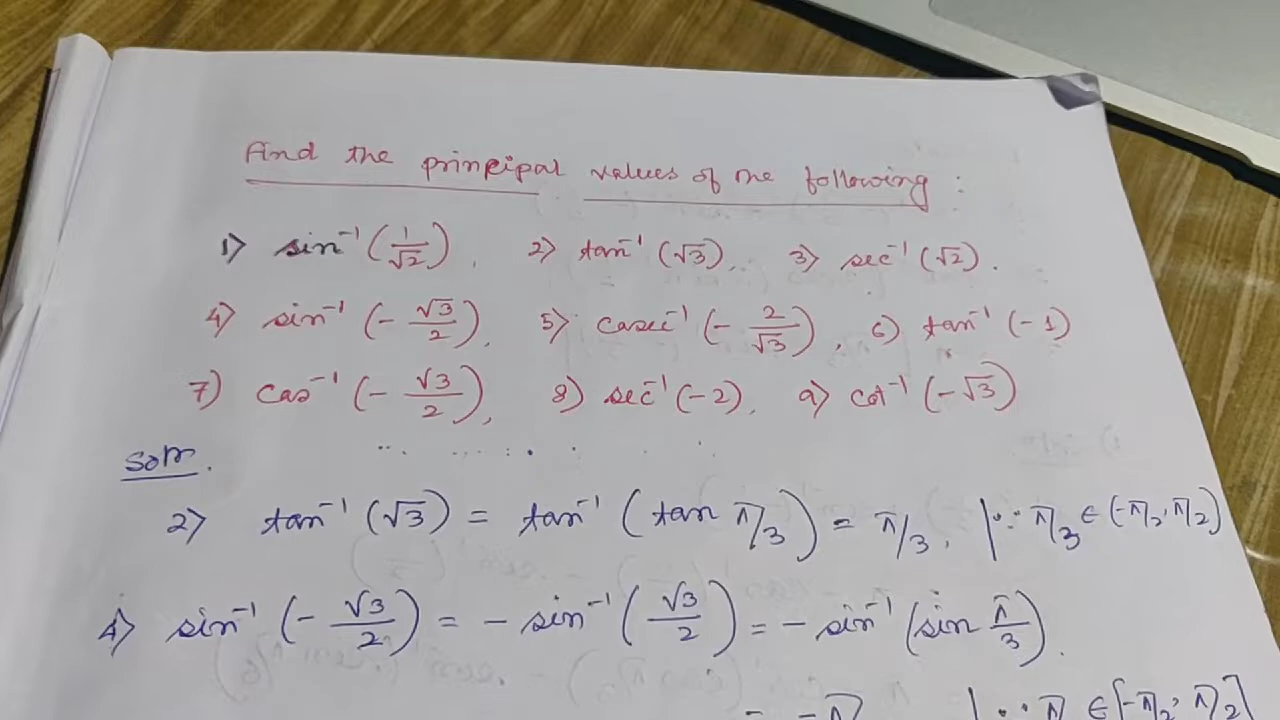 Find the principal values of the following :
1) sin⁻¹ (1/√2), 2) tan⁻¹ (√3), 3) sec⁻¹ (√2).
4) sin⁻¹ (- √3/2), 5) cosec⁻¹ (- 2/√3), 6) tan⁻¹ (-1)
7) cos⁻¹ (- √3/2), 8) sec⁻¹ (-2), 9) cot⁻¹ (-√3)
Soln.
2) tan⁻¹ (√3) = tan⁻¹ (tan π/3) = π/3, | ∵ π/3 ∈ (-π/2, π/2)
4) sin⁻¹ (- √3/2) = - sin⁻¹ (√3/2) = - sin⁻¹ (sin π/3).
= -π | ∵ π ∈ [-π/2, π/2]